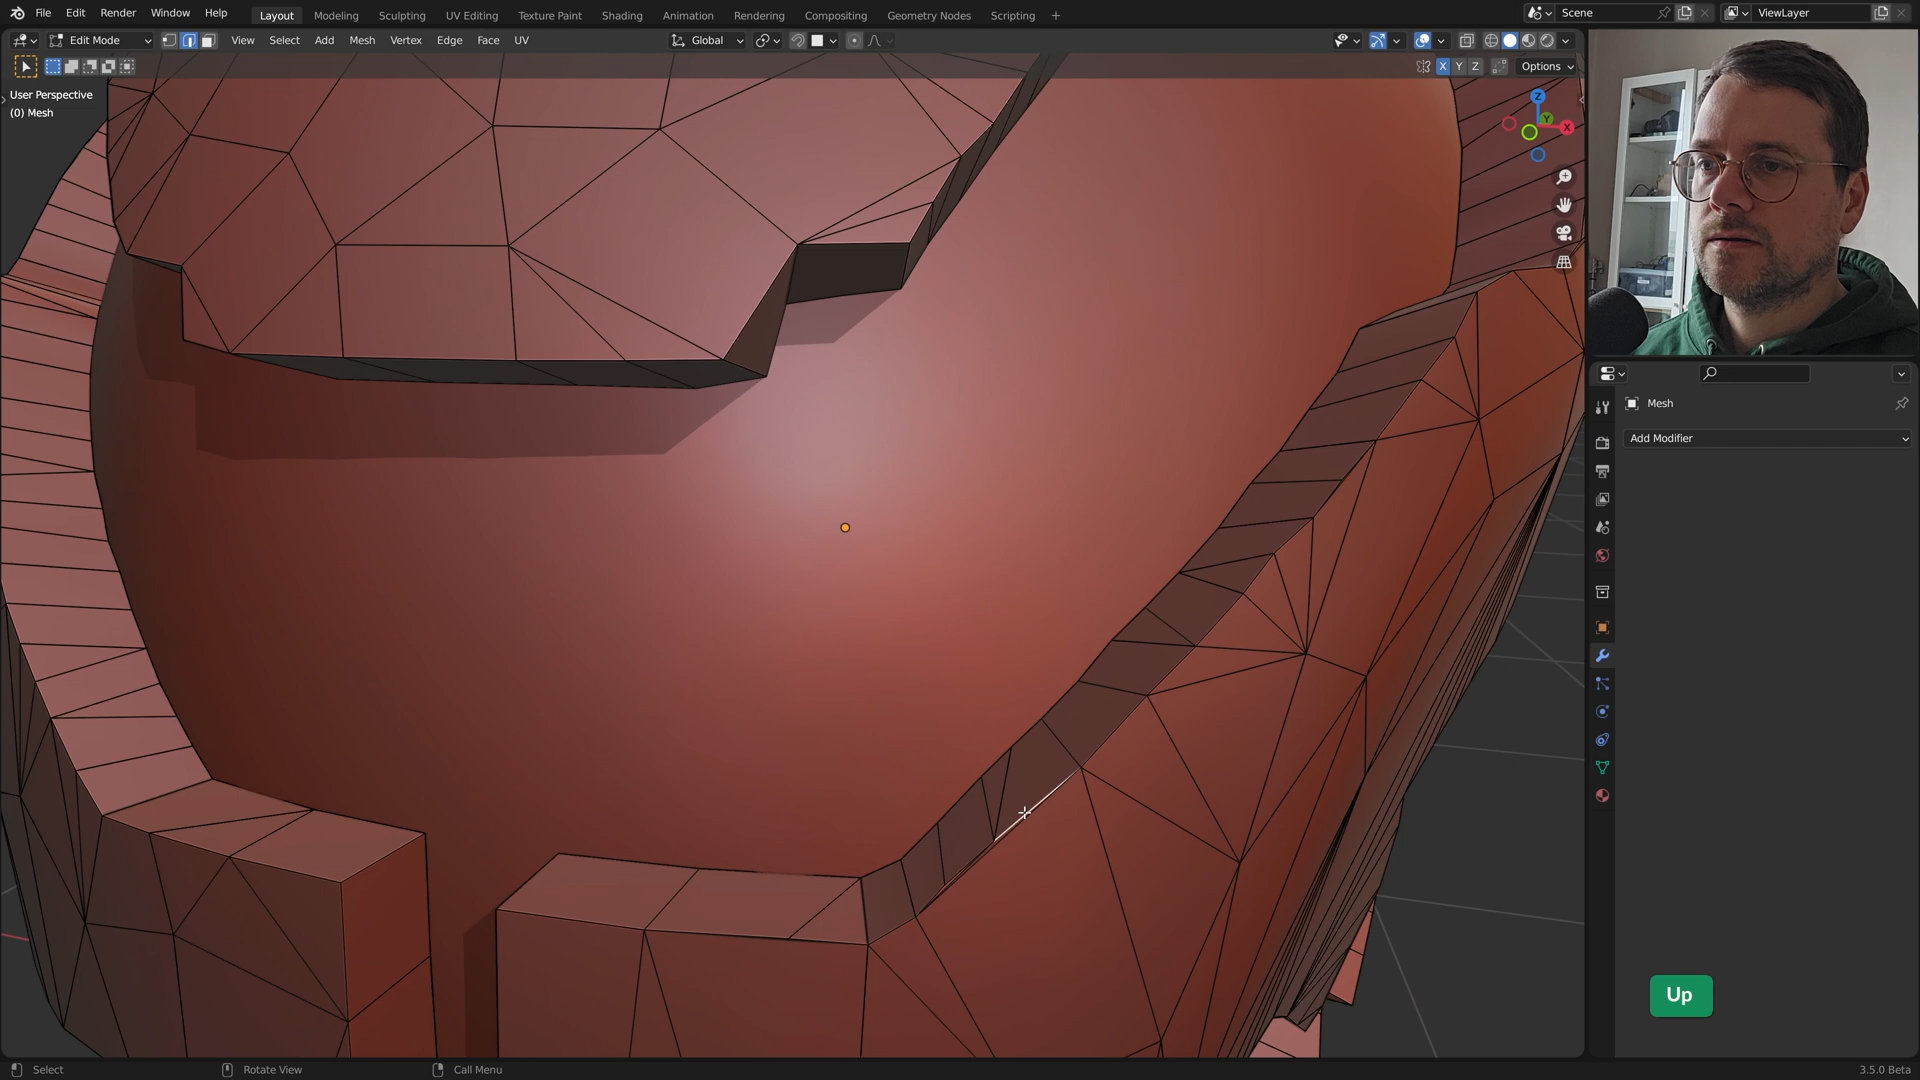 File Edit Render Window Help Layout Modeling Sculpting UV Editing Texture Paint Shading Animation Rendering Compositing Geometry Nodes Scripting + Scene ViewLayer
Edit Mode View Select Add Mesh Vertex Edge Face UV Global
X Y Z Options
User Perspective
(0) Mesh
Z
Y
X
Mesh
Add Modifier
Up
Select Rotate View Call Menu 3.5.0 Beta